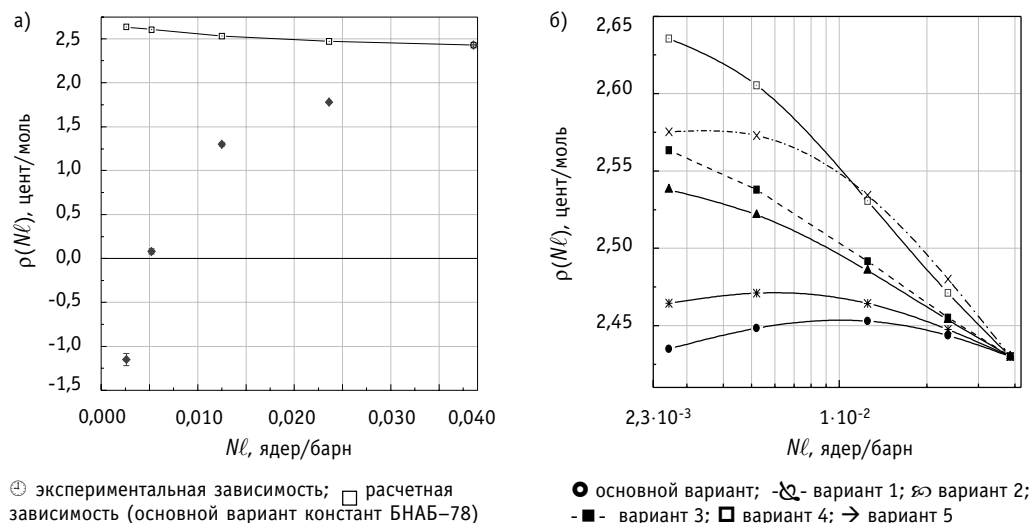 а)
2,5
2,0
1,5
1,0
0,5
0,0
-0,5
-1,0
-1,5
ρ(Nℓ), цент/моль
0,000 0,010 0,020 0,030 0,040
Nℓ, ядер/барн
экспериментальная зависимость; расчетная
зависимость (основной вариант констант БНАБ–78)
б)
2,65
2,60
2,55
2,50
2,45
ρ(Nℓ), цент/моль
2,3·10⁻³ 1·10⁻²
Nℓ, ядер/барн
основной вариант; вариант 1; вариант 2;
вариант 3; вариант 4; вариант 5